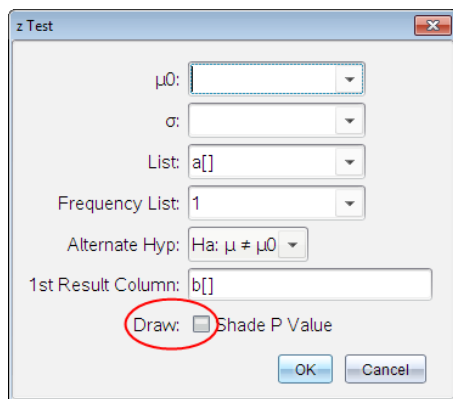 z Test
μ0:
σ:
List: a[]
Frequency List: 1
Alternate Hyp: Ha: μ ≠ μ0
1st Result Column: b[]
Draw: Shade P Value
OK Cancel